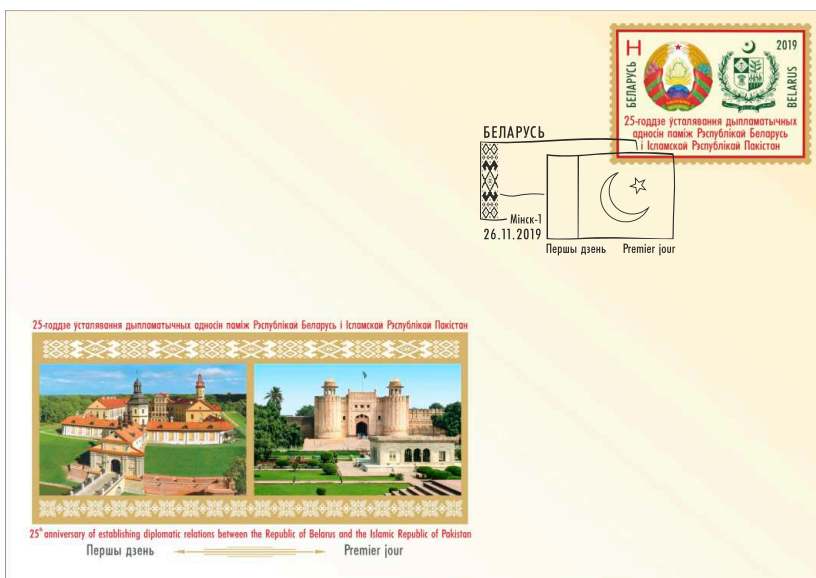 Н
2019
БЕЛАРУСЬ
BELARUS
25-годдзе ўсталявання дыпламатычных
адносін паміж Рэспублікай Беларусь
і Ісламскай Рэспублікай Пакістан
БЕЛАРУСЬ
Мінск-1
26.11.2019
Першы дзень Premier jour
25-годдзе ўсталявання дыпламатычных адносін паміж Рэспублікай Беларусь і Ісламскай Рэспублікай Пакістан
25th anniversary of establishing diplomatic relations between the Republic of Belarus and the Islamic Republic of Pakistan
Першы дзень Premier jour